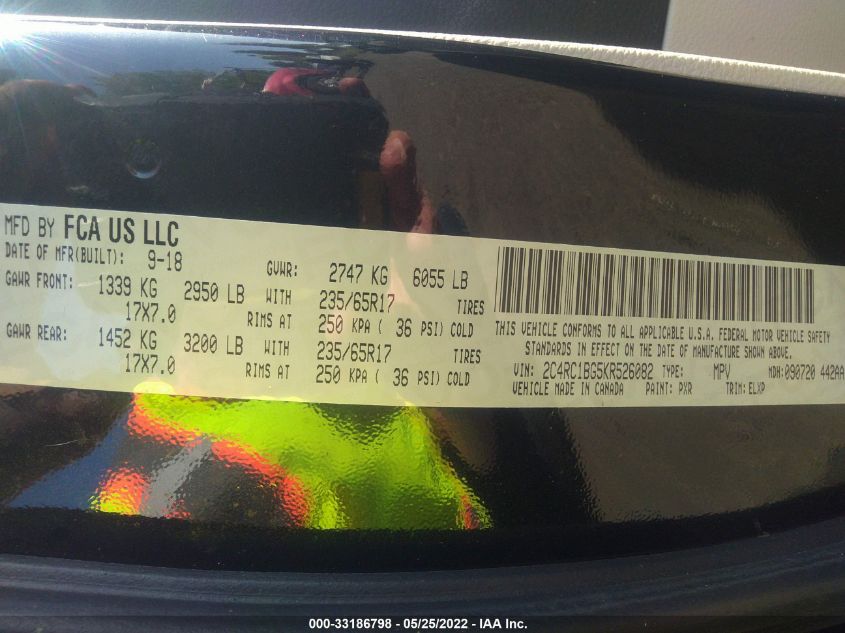 MFD BY FCA US LLC
DATE OF MFR(BUILT): 9-18
GVWR: 2747 KG 6055 LB
GAWR FRONT: 1339 KG 2950 LB WITH 235/65R17 TIRES
17X7.0 RIMS AT 250 KPA ( 36 PSI) COLD
GAWR REAR: 1452 KG 3200 LB WITH 235/65R17 TIRES
17X7.0 RIMS AT 250 KPA ( 36 PSI) COLD
THIS VEHICLE CONFORMS TO ALL APPLICABLE U.S.A. FEDERAL MOTOR VEHICLE SAFETY
STANDARDS IN EFFECT ON THE DATE OF MANUFACTURE SHOWN ABOVE.
VIN: 2C4RC1BG5KR526082 TYPE: MPV MDH:090720 442AA
VEHICLE MADE IN CANADA PAINT: PXR TRIM: ELXP
000-33186798 - 05/25/2022 - IAA Inc.